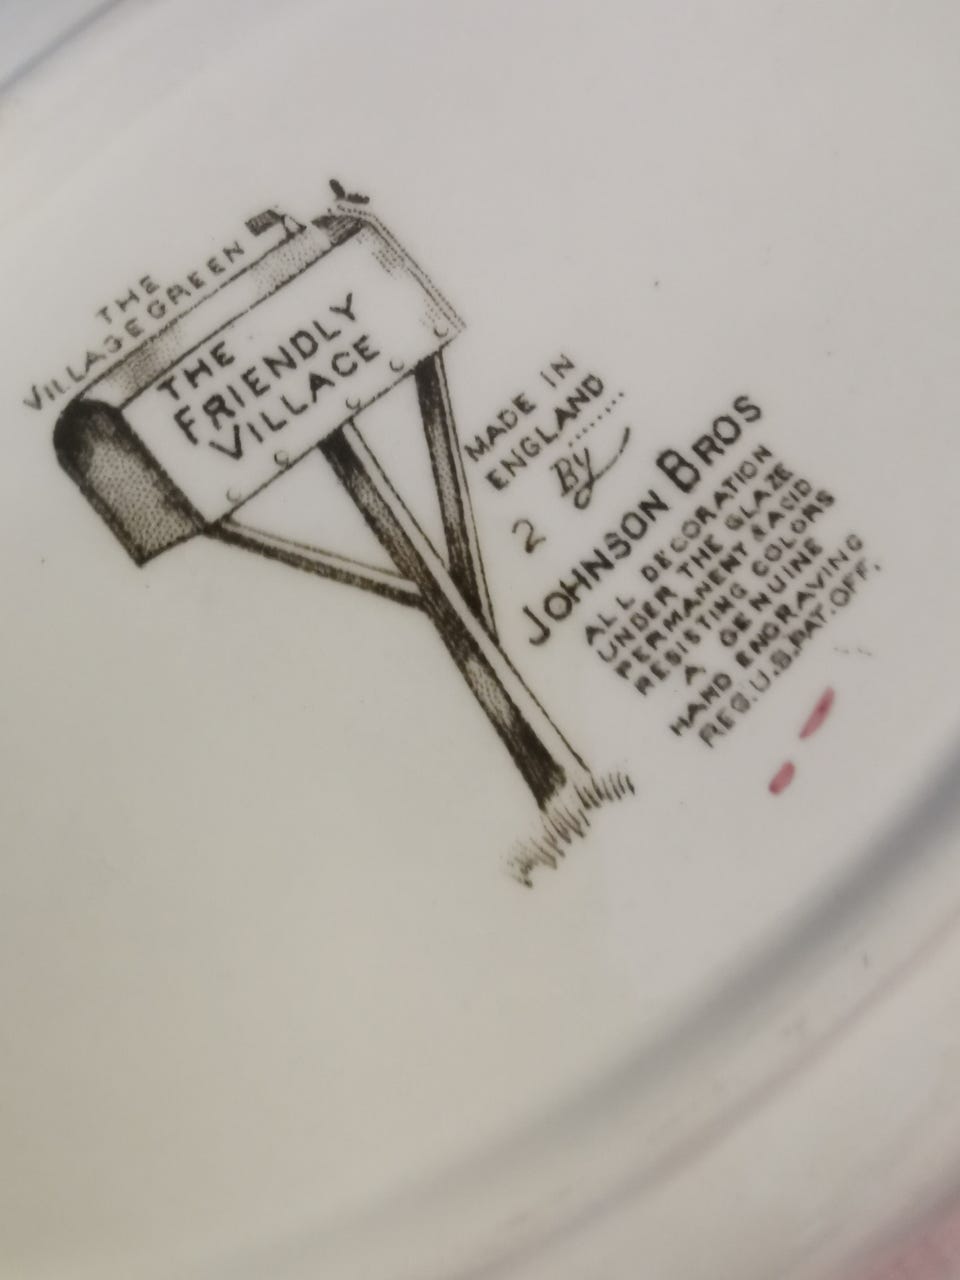 THE
VILLAGE GREEN
THE
FRIENDLY
VILLAGE
MADE IN
ENGLAND
2 By
JOHNSON BROS
ALL DECORATION
UNDER THE GLAZE
PERMANENT & ACID
RESISTING COLORS
A GENUINE
HAND ENGRAVING
REG.U.S.PAT.OFF.